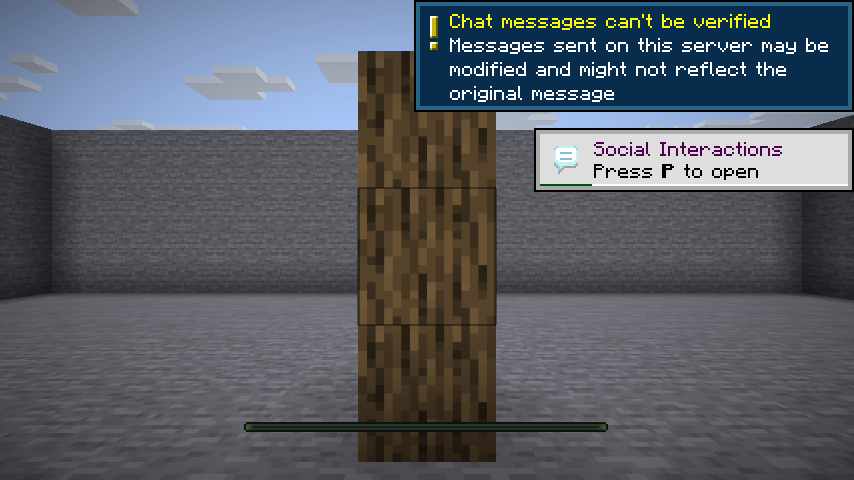 Chat messages can't be verified
Messages sent on this server may be
modified and might not reflect the
original message
Social Interactions
Press P to open